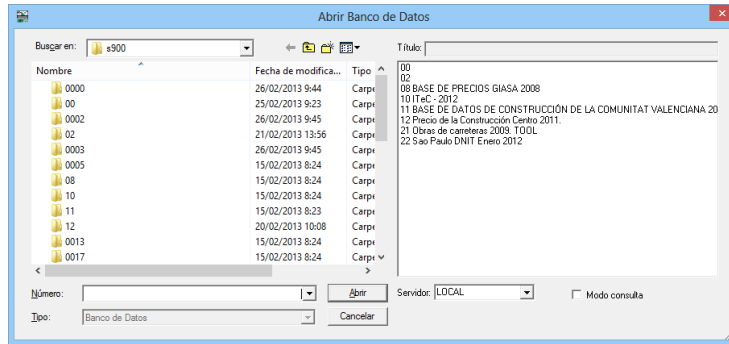 Abrir Banco de Datos
Buscar en: s900
Título:
Nombre Fecha de modifica... Tipo
0000 26/02/2013 9:44 Carpe
00 25/02/2013 9:23 Carpe
0002 26/02/2013 9:45 Carpe
02 21/02/2013 13:56 Carpe
0003 26/02/2013 9:45 Carpe
0005 15/02/2013 8:24 Carpe
08 15/02/2013 8:24 Carpe
10 15/02/2013 8:24 Carpe
11 15/02/2013 8:23 Carpe
12 20/02/2013 10:08 Carpe
0013 15/02/2013 8:24 Carpe
0017 15/02/2013 8:24 Carpe
00
02
08 BASE DE PRECIOS GIASA 2008
10 ITeC - 2012
11 BASE DE DATOS DE CONSTRUCCIÓN DE LA COMUNITAT VALENCIANA 20
12 Precio de la Construcción Centro 2011.
21 Obras de carreteras 2009. TOOL
22 Sao Paulo DNIT Enero 2012
Número: Abrir
Tipo: Banco de Datos Cancelar
Servidor: LOCAL Modo consulta